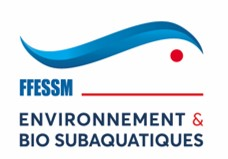 FFESSM
ENVIRONNEMENT &
BIO SUBAQUATIQUES